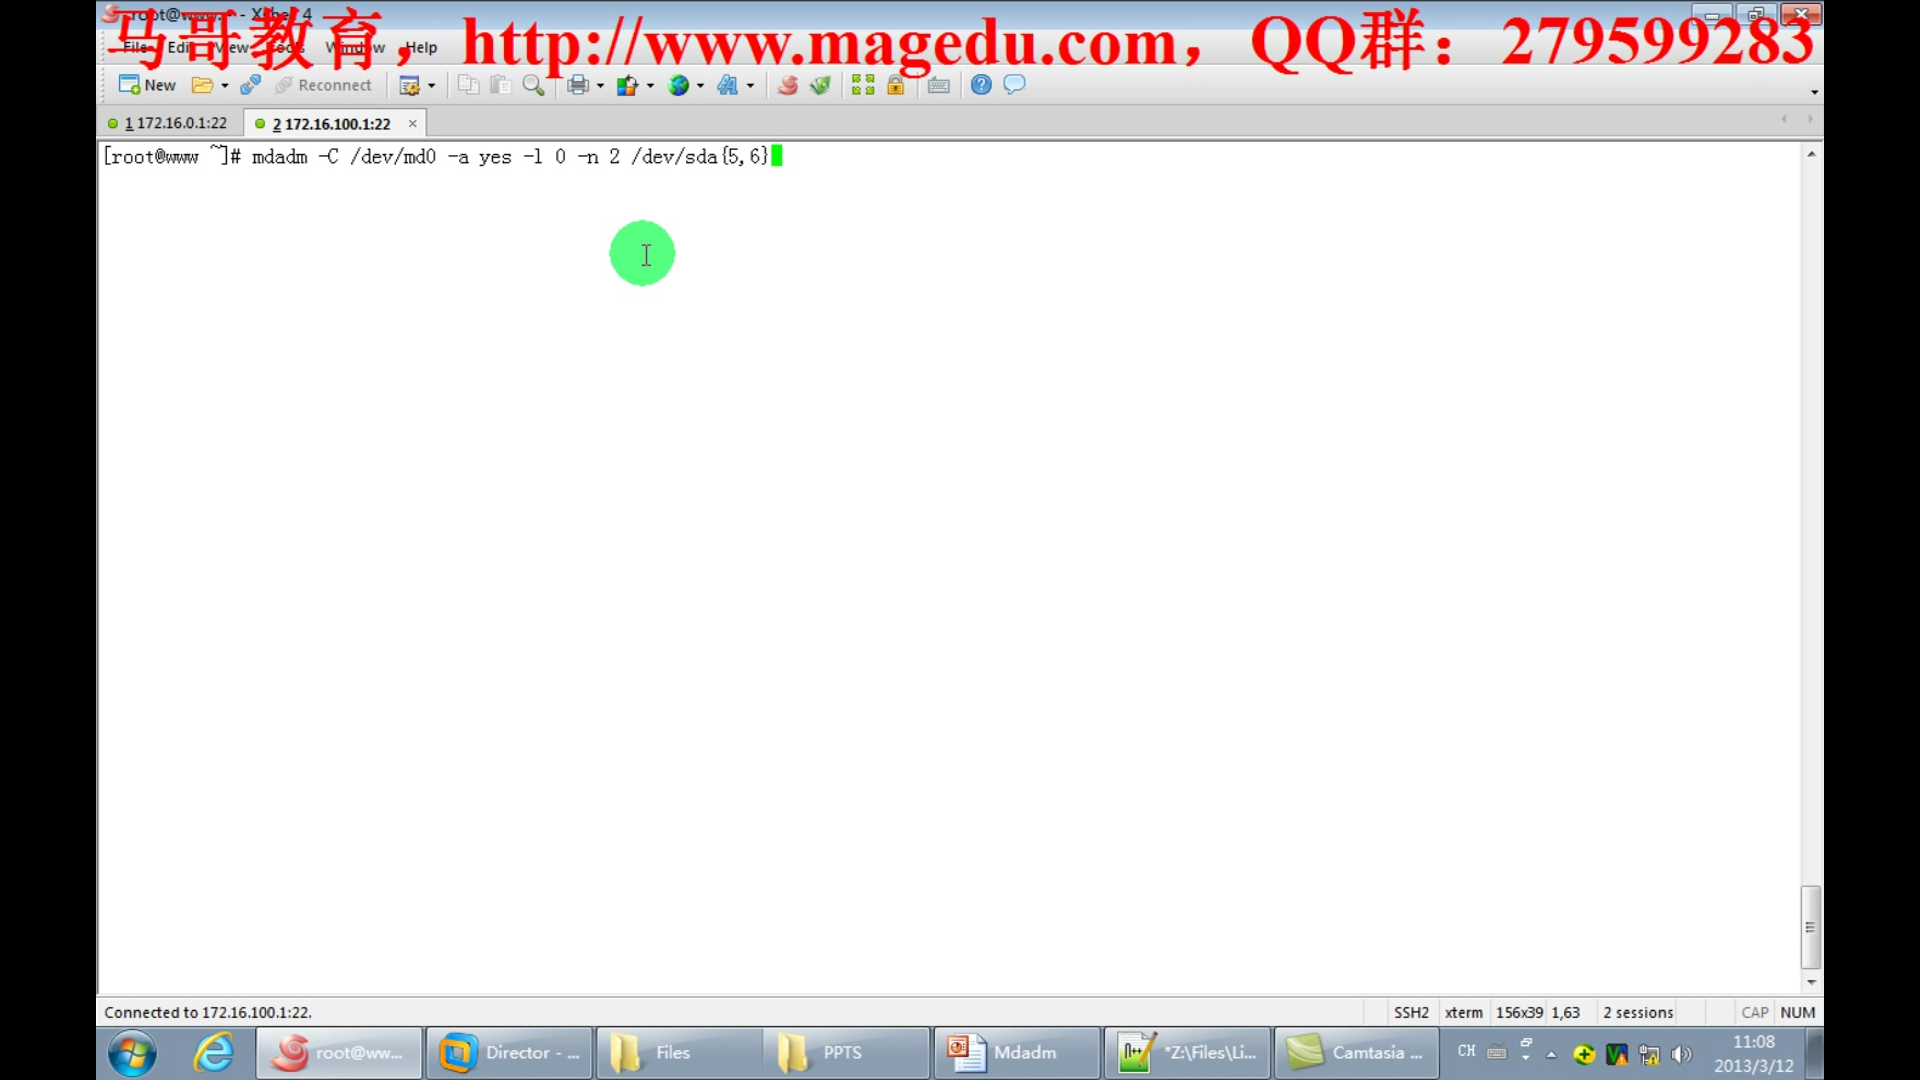 root@www... - Xshell 4
马哥教育，http://www.magedu.com，QQ群：279599283
File Edit View Tools Window Help
New Reconnect
1 172.16.0.1:22 2 172.16.100.1:22
[root@www ~]# mdadm -C /dev/md0 -a yes -l 0 -n 2 /dev/sda{5,6}
Connected to 172.16.100.1:22. SSH2 xterm 156x39 1,63 2 sessions CAP NUM
root@ww... Director - ... Files PPTS Mdadm *Z:\Files\Li... Camtasia ... CH 11:08
2013/3/12